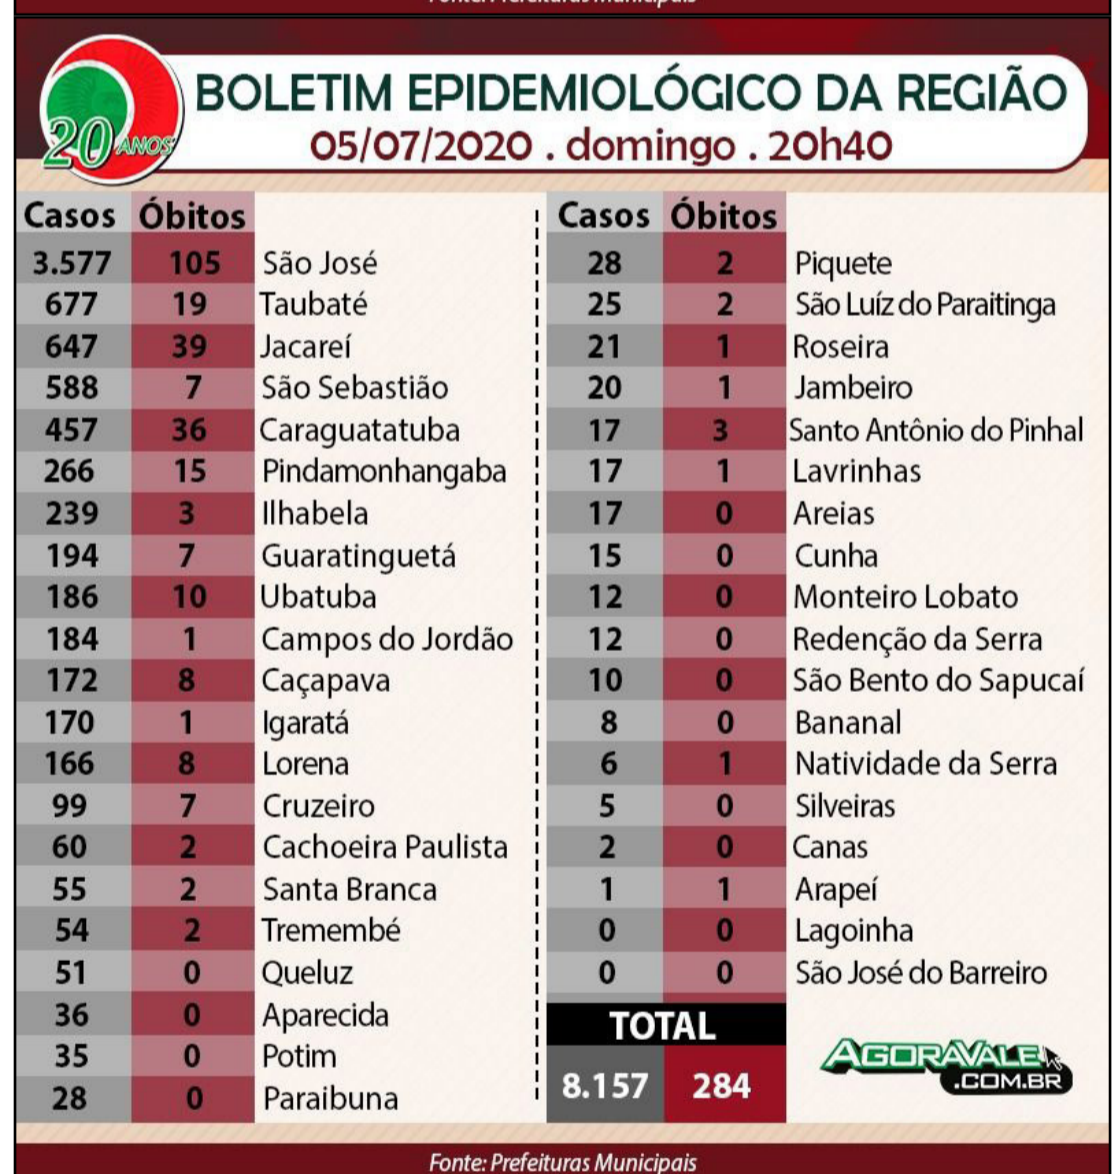 Fonte: Prefeituras Municipais
20 ANOS
BOLETIM EPIDEMIOLÓGICO DA REGIÃO
05/07/2020 . domingo . 20h40
Casos Óbitos
3.577 105 São José
677 19 Taubaté
647 39 Jacareí
588 7 São Sebastião
457 36 Caraguatatuba
266 15 Pindamonhangaba
239 3 Ilhabela
194 7 Guaratinguetá
186 10 Ubatuba
184 1 Campos do Jordão
172 8 Caçapava
170 1 Igaratá
166 8 Lorena
99 7 Cruzeiro
60 2 Cachoeira Paulista
55 2 Santa Branca
54 2 Tremembé
51 0 Queluz
36 0 Aparecida
35 0 Potim
28 0 Paraibuna
Casos Óbitos
28 2 Piquete
25 2 São Luíz do Paraitinga
21 1 Roseira
20 1 Jambeiro
17 3 Santo Antônio do Pinhal
17 1 Lavrinhas
17 0 Areias
15 0 Cunha
12 0 Monteiro Lobato
12 0 Redenção da Serra
10 0 São Bento do Sapucaí
8 0 Bananal
6 1 Natividade da Serra
5 0 Silveiras
2 0 Canas
1 1 Arapeí
0 0 Lagoinha
0 0 São José do Barreiro
TOTAL
8.157 284
AGORAVALE
.COM.BR
Fonte: Prefeituras Municipais